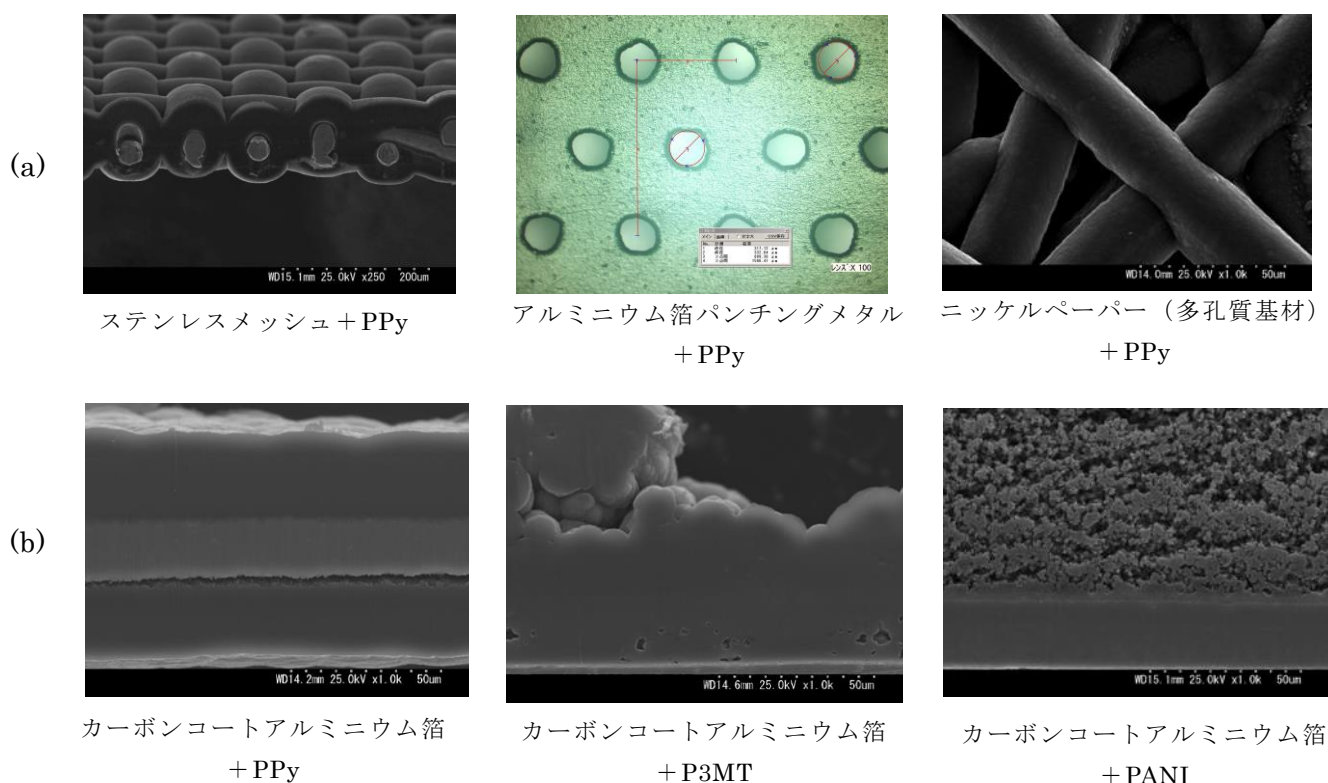 (a)
WD15.1mm 25.0kV x250 200um
レンズX 100
WD14.0mm 25.0kV x1.0k 50um
ステンレスメッシュ＋PPy
アルミニウム箔パンチングメタル
＋PPy
ニッケルペーパー（多孔質基材）
＋PPy
(b)
WD14.2mm 25.0kV x1.0k 50um
WD14.6mm 25.0kV x1.0k 50um
WD15.1mm 25.0kV x1.0k 50um
カーボンコートアルミニウム箔
＋PPy
カーボンコートアルミニウム箔
＋P3MT
カーボンコートアルミニウム箔
＋PANI